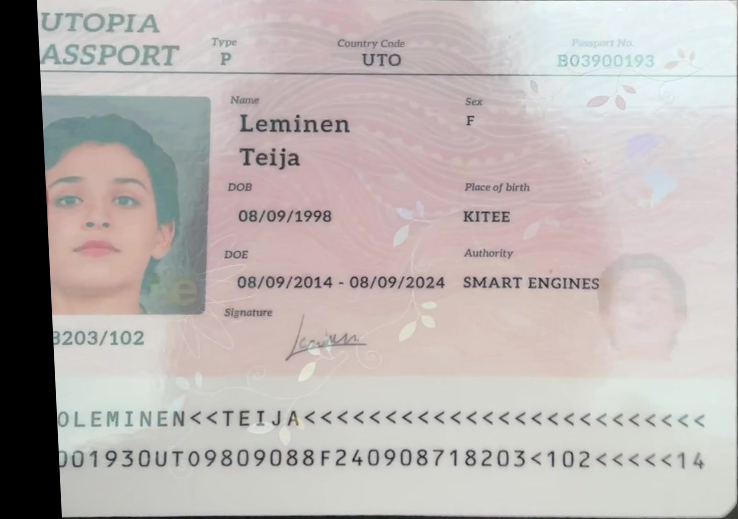 UTOPIA
ASSPORT
Type
P
Country Code
UTO
Passport No.
B03900193
Name
Leminen
Teija
Sex
F
DOB
08/09/1998
Place of birth
KITEE
DOE
08/09/2014 - 08/09/2024
Authority
SMART ENGINES
Signature
Leminen
8203/102
OLEMINEN<<TEIJA<<<<<<<<<<<<<<<<<<<<<<<<<<
001930UTO9809088F240908718203<102<<<<<14